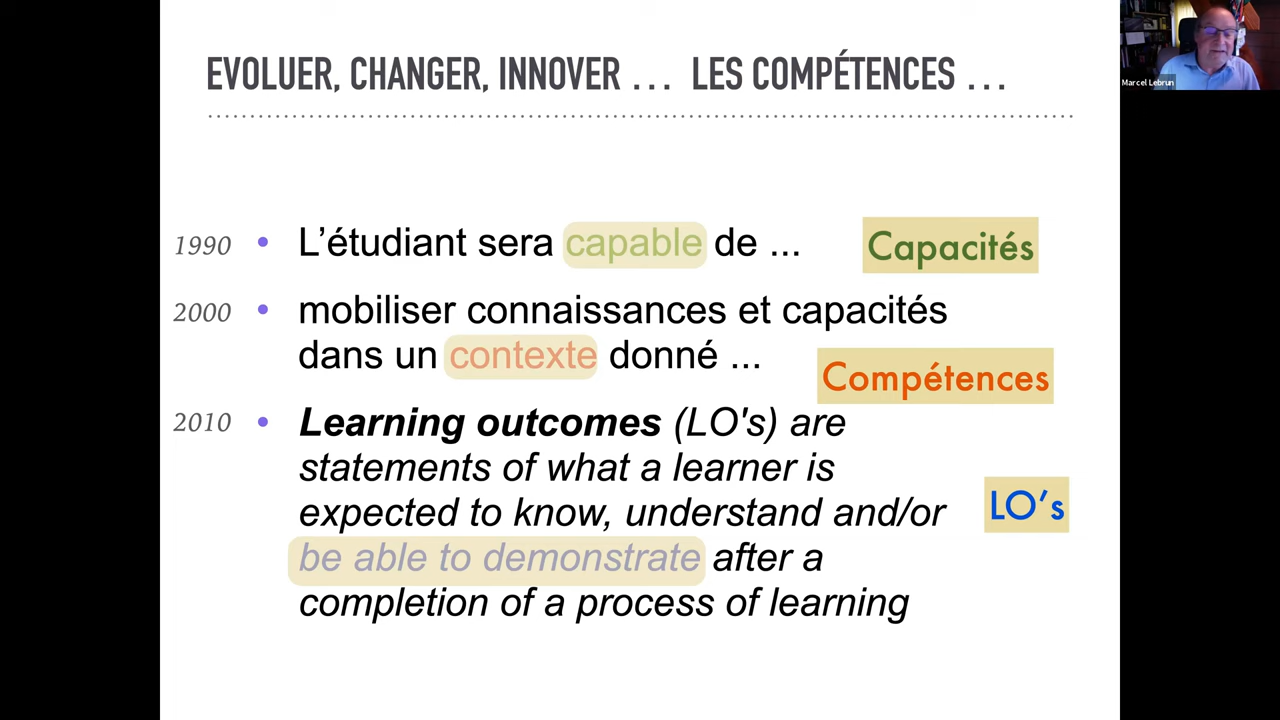 EVOLUER, CHANGER, INNOVER … LES COMPÉTENCES …
Marcel Lebrun
1990 • L’étudiant sera capable de ...
Capacités
2000 • mobiliser connaissances et capacités
dans un contexte donné ...
Compétences
2010 • Learning outcomes (LO's) are
statements of what a learner is
expected to know, understand and/or
LO’s
be able to demonstrate after a
completion of a process of learning